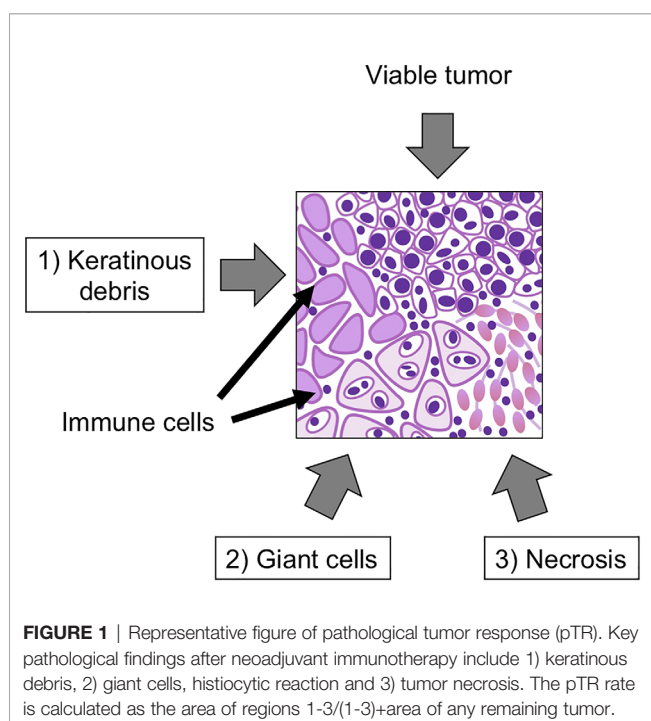 Viable tumor
1) Keratinous
debris
Immune cells
2) Giant cells
3) Necrosis
FIGURE 1 | Representative figure of pathological tumor response (pTR). Key
pathological findings after neoadjuvant immunotherapy include 1) keratinous
debris, 2) giant cells, histiocytic reaction and 3) tumor necrosis. The pTR rate
is calculated as the area of regions 1-3/(1-3)+area of any remaining tumor.